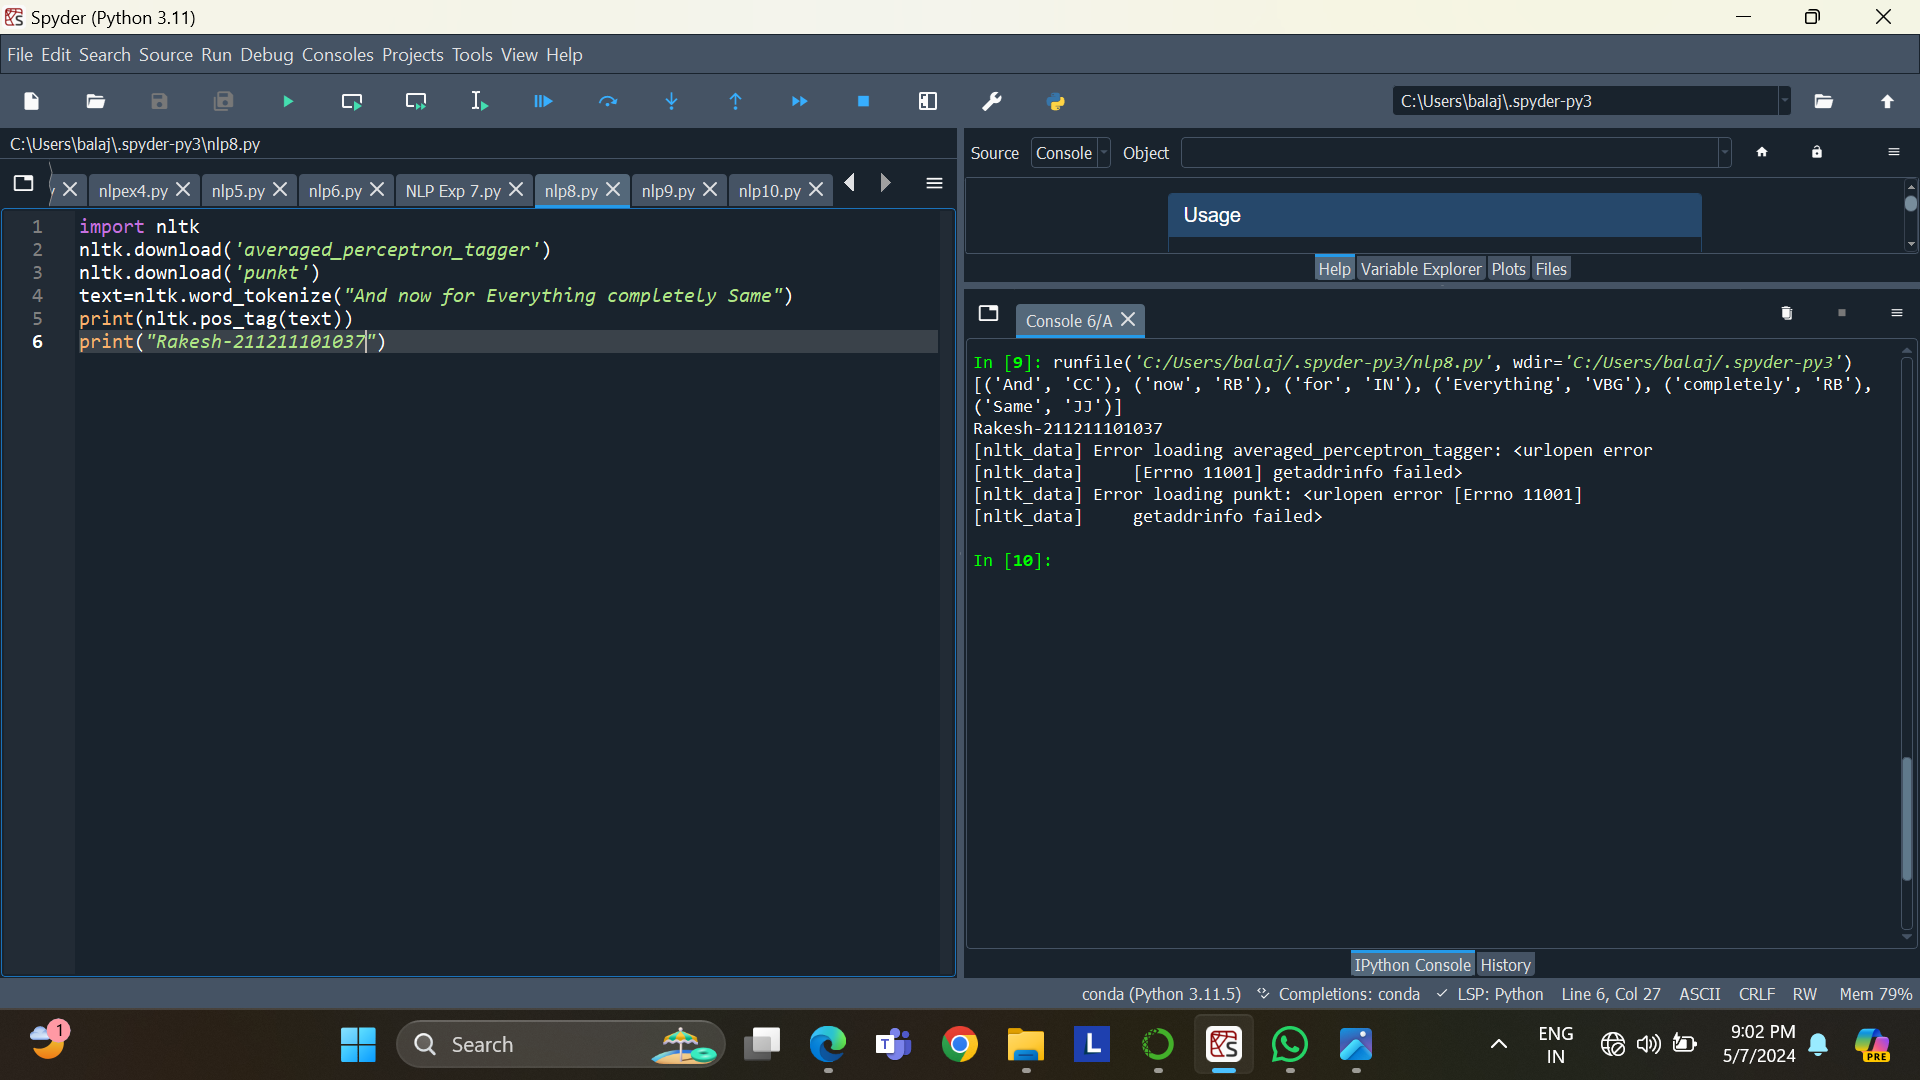 Spyder (Python 3.11)
File Edit Search Source Run Debug Consoles Projects Tools View Help
C:\Users\balaj\.spyder-py3
C:\Users\balaj\.spyder-py3\nlp8.py
nlpex4.py nlp5.py nlp6.py NLP Exp 7.py nlp8.py nlp9.py nlp10.py
1 import nltk
2 nltk.download('averaged_perceptron_tagger')
3 nltk.download('punkt')
4 text=nltk.word_tokenize("And now for Everything completely Same")
5 print(nltk.pos_tag(text))
6 print("Rakesh-211211101037")
Source Console Object
Usage
Help Variable Explorer Plots Files
Console 6/A
In [9]: runfile('C:/Users/balaj/.spyder-py3/nlp8.py', wdir='C:/Users/balaj/.spyder-py3')
[('And', 'CC'), ('now', 'RB'), ('for', 'IN'), ('Everything', 'VBG'), ('completely', 'RB'),
('Same', 'JJ')]
Rakesh-211211101037
[nltk_data] Error loading averaged_perceptron_tagger: <urlopen error
[nltk_data]     [Errno 11001] getaddrinfo failed>
[nltk_data] Error loading punkt: <urlopen error [Errno 11001]
[nltk_data]     getaddrinfo failed>
In [10]:
IPython Console History
conda (Python 3.11.5) Completions: conda LSP: Python Line 6, Col 27 ASCII CRLF RW Mem 79%
1
Search
T
L
ENG
IN
9:02 PM
5/7/2024
PRE